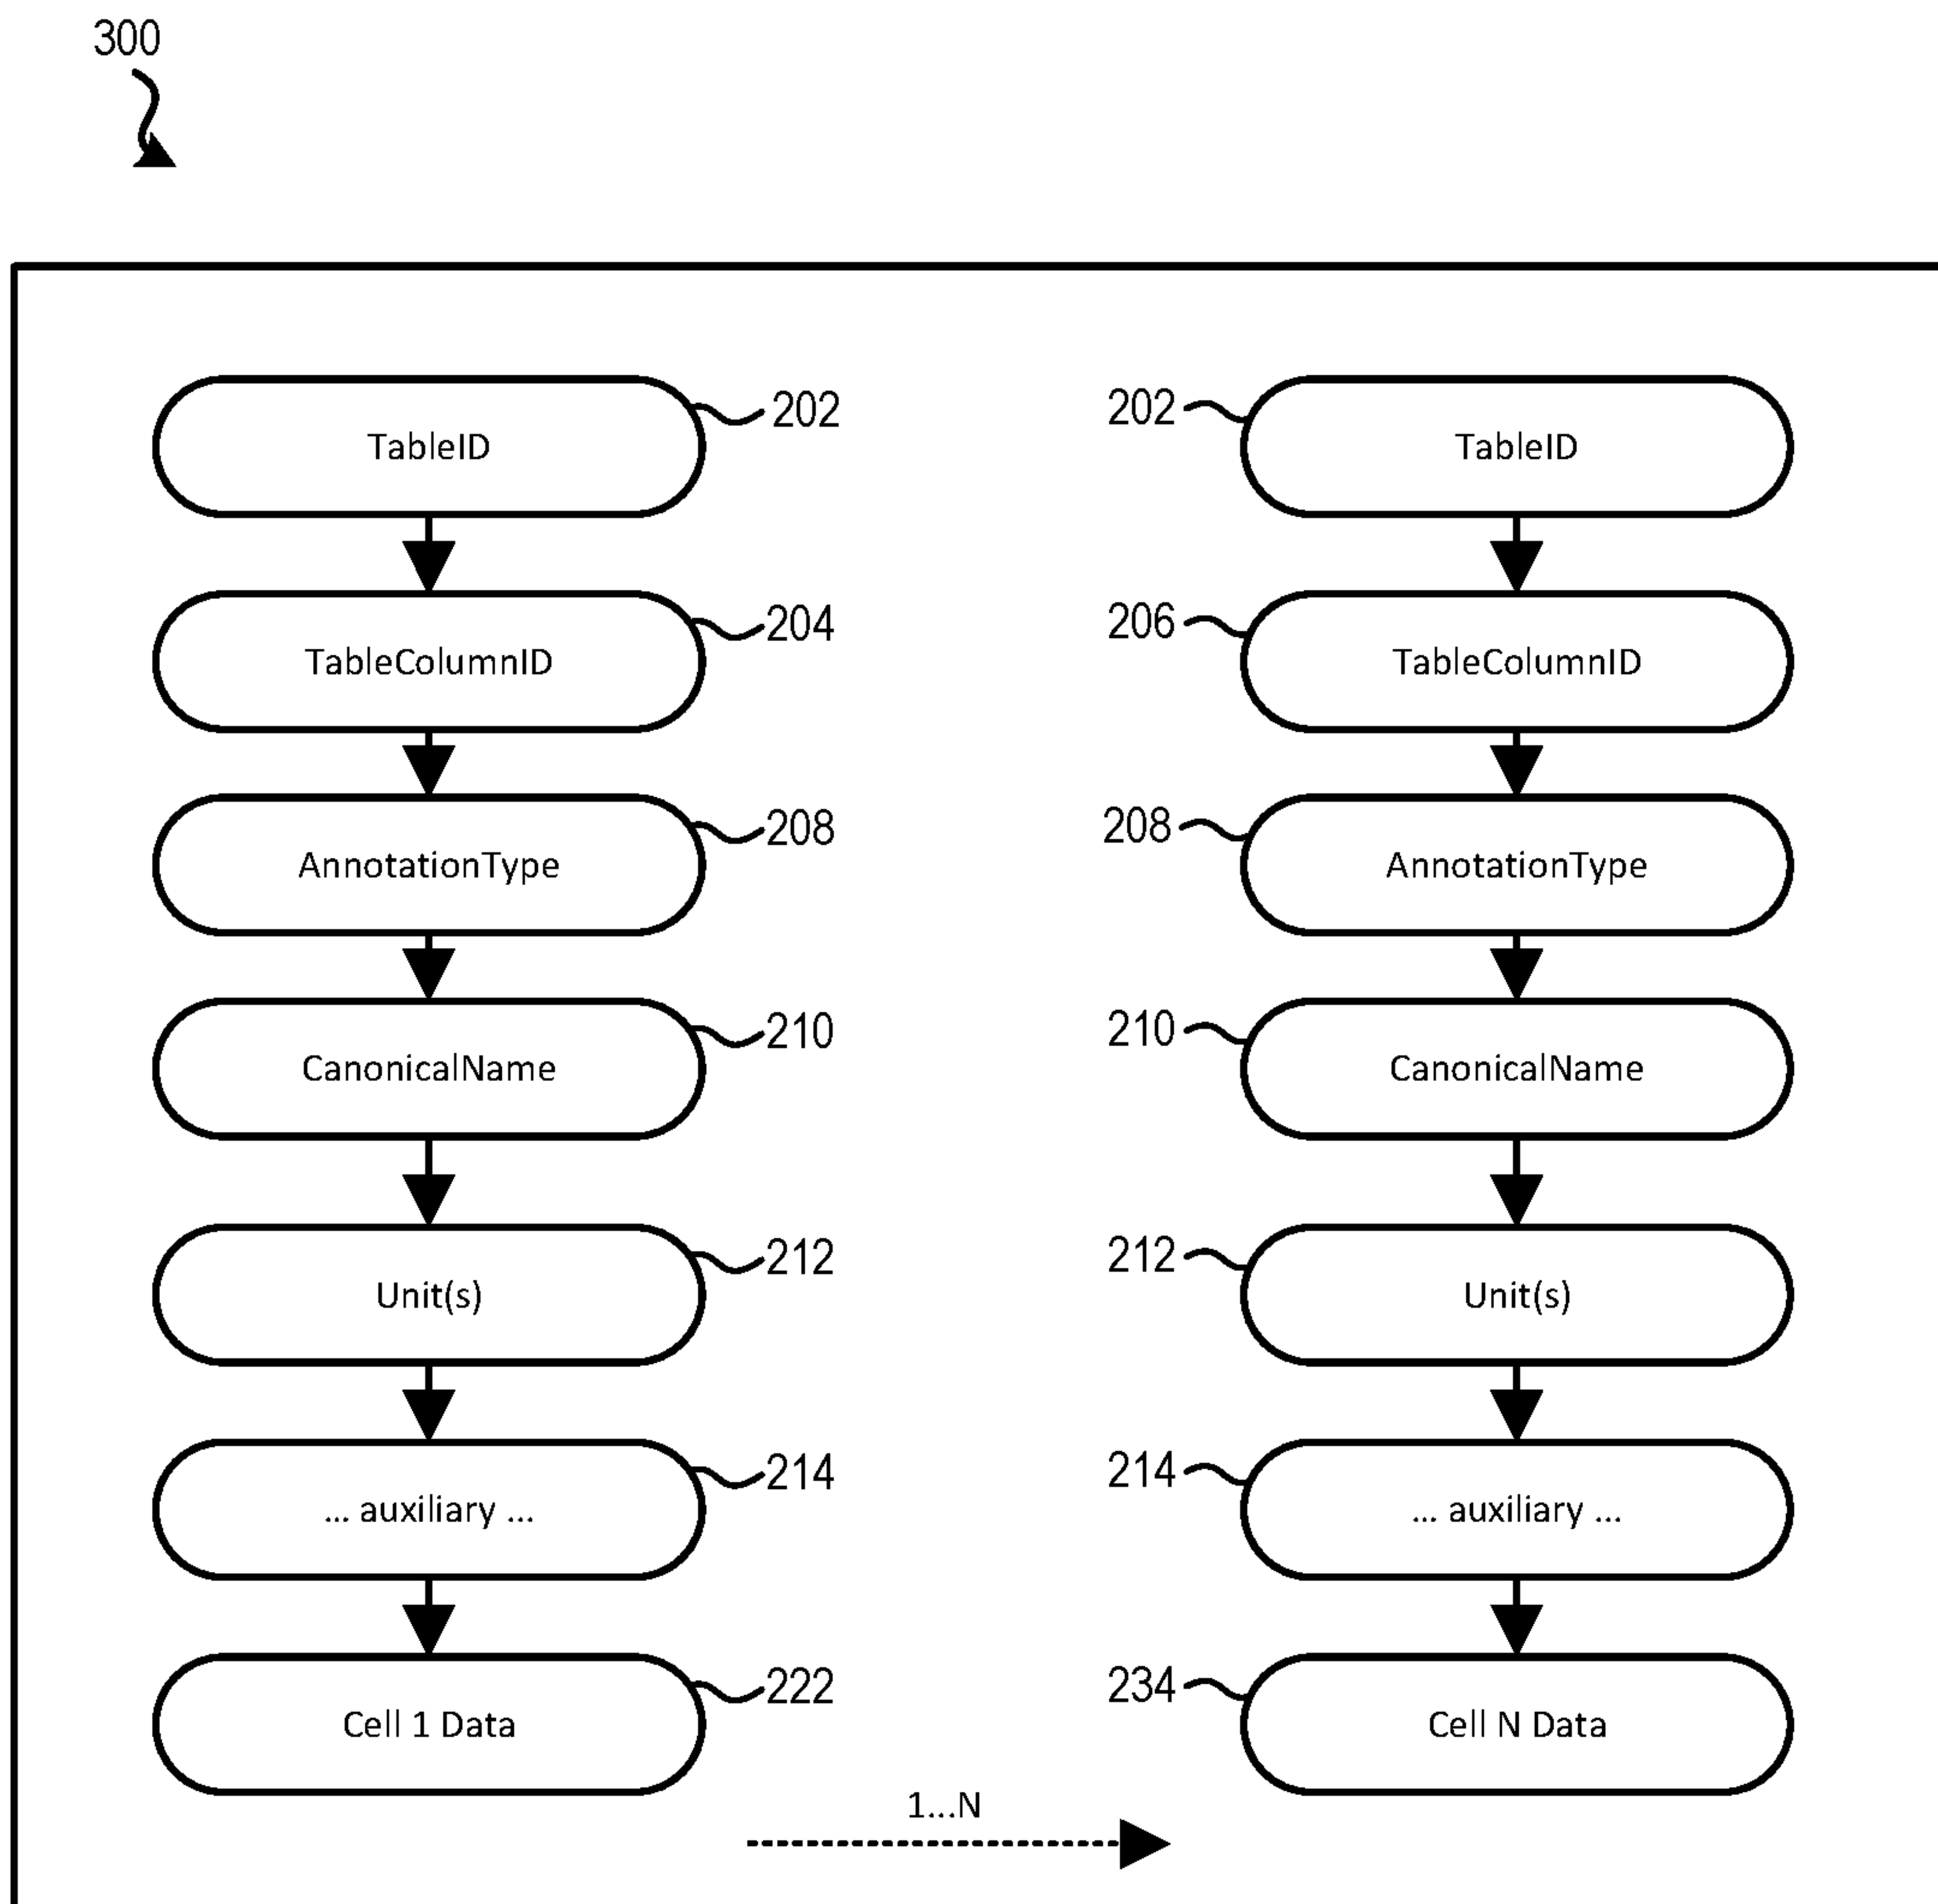 300
TableID 202
202 TableID
TableColumnID 204
206 TableColumnID
AnnotationType 208
208 AnnotationType
CanonicalName 210
210 CanonicalName
Unit(s) 212
212 Unit(s)
... auxiliary ... 214
214 ... auxiliary ...
Cell 1 Data 222
234 Cell N Data
1...N